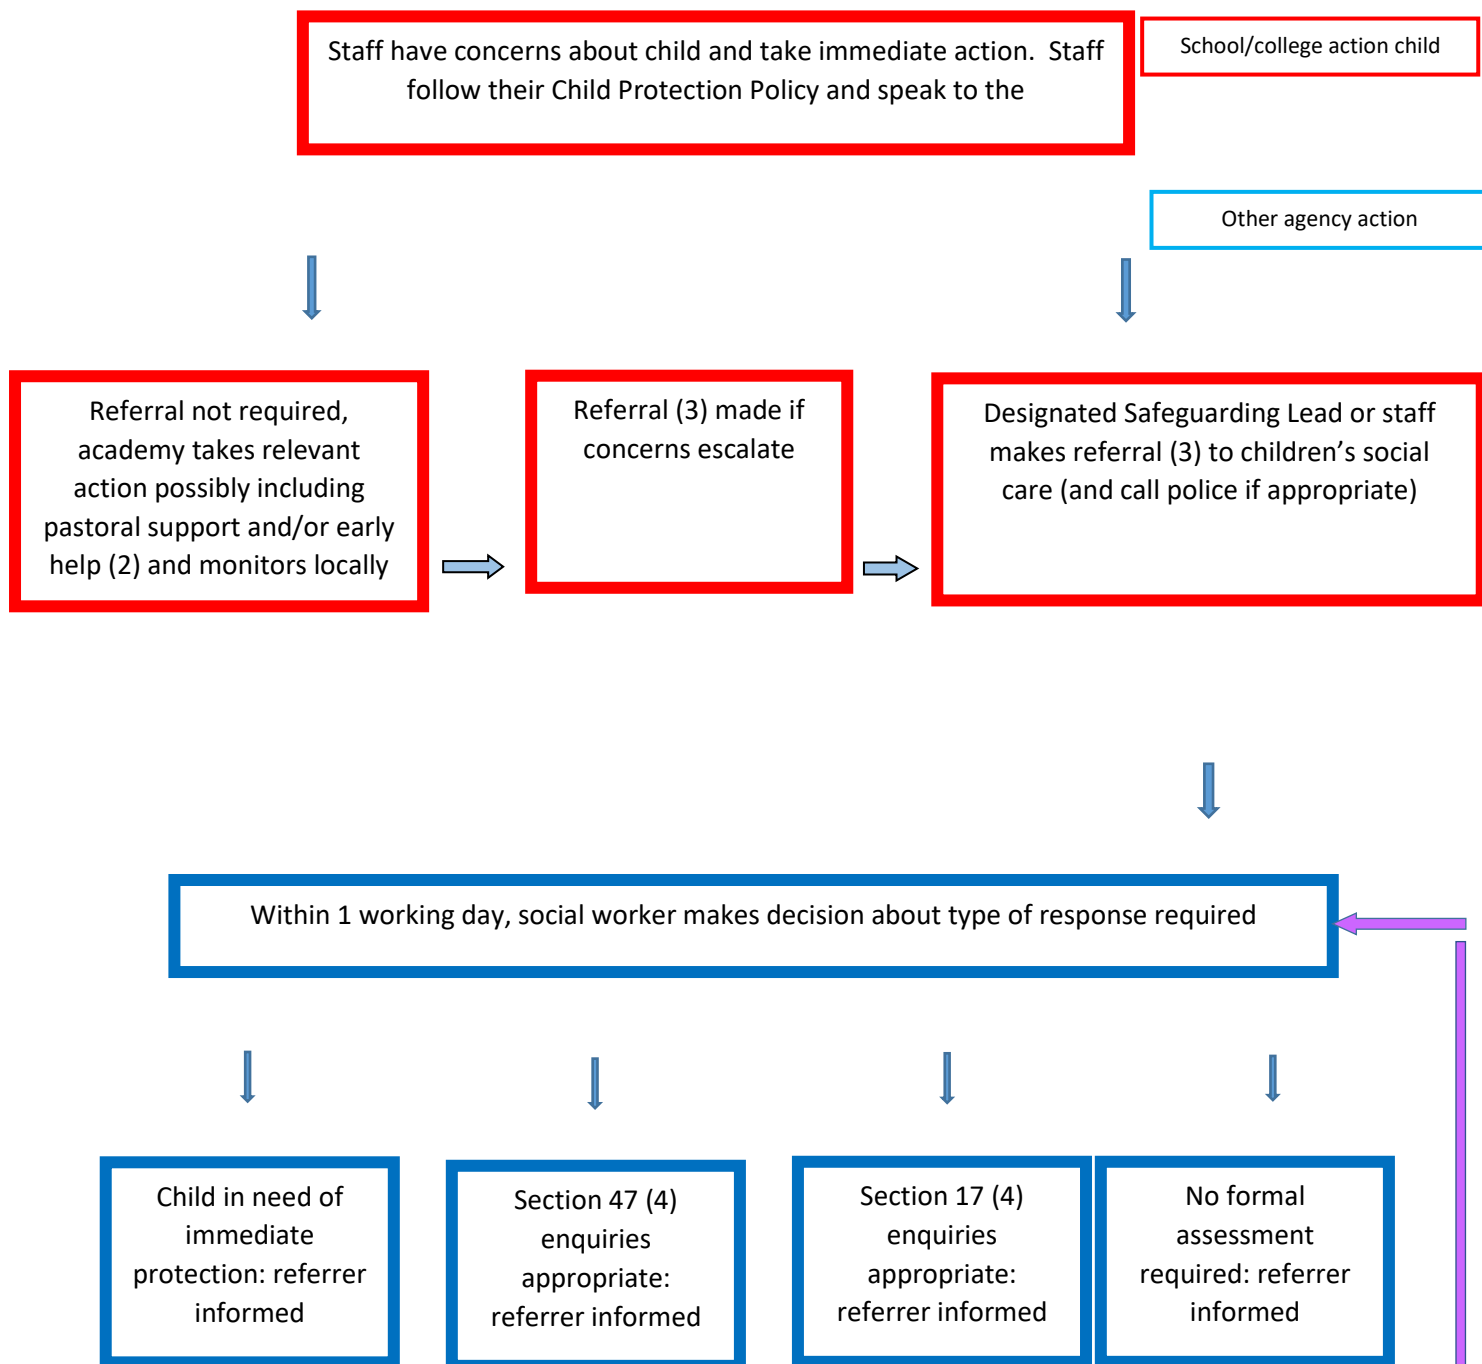 Staff have concerns about child and take immediate action.  Staff
follow their Child Protection Policy and speak to the
School/college action child
Other agency action
Referral not required,
academy takes relevant
action possibly including
pastoral support and/or early
help (2) and monitors locally
Referral (3) made if
concerns escalate
Designated Safeguarding Lead or staff
makes referral (3) to children’s social
care (and call police if appropriate)
Within 1 working day, social worker makes decision about type of response required
Child in need of
immediate
protection: referrer
informed
Section 47 (4)
enquiries
appropriate:
referrer informed
Section 17 (4)
enquiries
appropriate:
referrer informed
No formal
assessment
required: referrer
informed